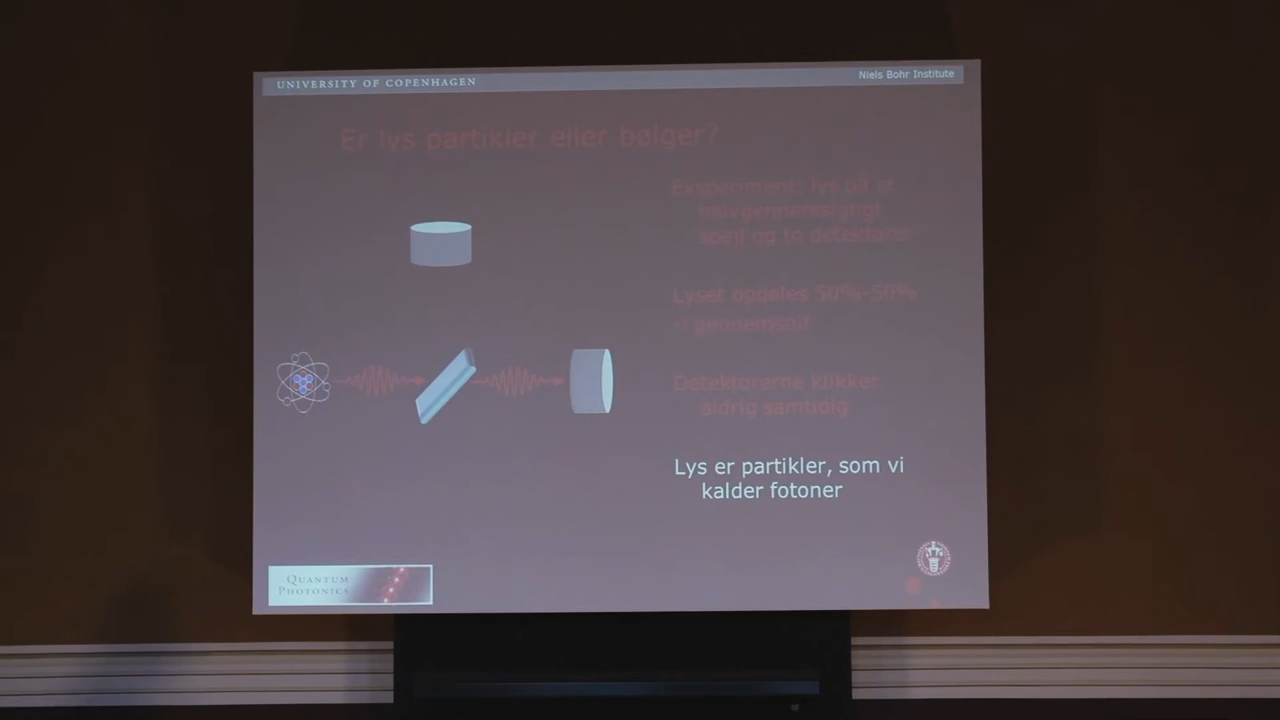 UNIVERSITY OF COPENHAGEN
Niels Bohr Institute
Er lys partikler eller bølger?
Eksperiment: lys på et
halvgennemsigtigt
spejl og to detektorer
Lyset opdeles 50%-50%
-i gennemsnit
Detektorerne klikker
aldrig samtidig
Lys er partikler, som vi
kalder fotoner
QUANTUM
PHOTONICS